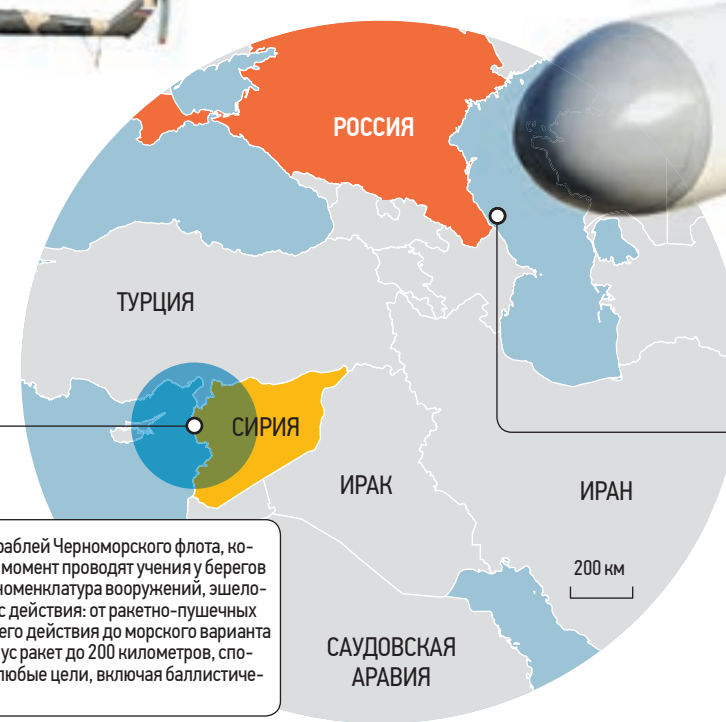 РОССИЯ
ТУРЦИЯ
СИРИЯ
ИРАК
ИРАН
200 км
САУДОВСКАЯ
АРАВИЯ
раблей Черноморского флота, ко-
момент проводят учения у берегов
номенклатура вооружений, эшело-
с действия: от ракетно-пушечных
его действия до морского варианта
ус ракет до 200 километров, спо-
любые цели, включая баллистиче-